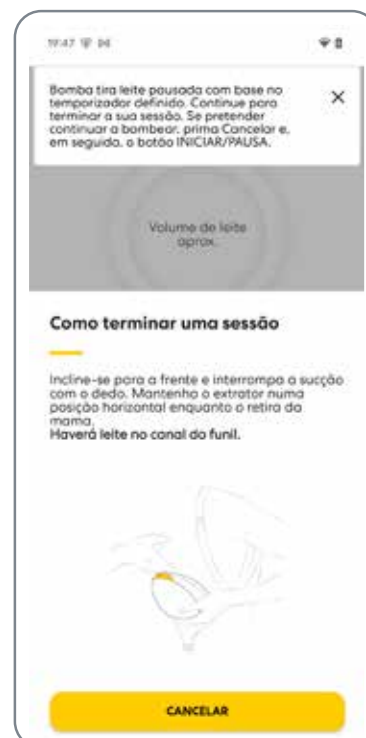 19:47
Bomba tira leite pausada com base no
temporizador definido. Continue para
terminar a sua sessão. Se pretender
continuar a bombear, prima Cancelar e,
em seguida, o botão INICIAR/PAUSA.
Volume de leite
aprox.
Como terminar uma sessão
Incline-se para a frente e interrompa a sucção
com o dedo. Mantenha o extrator numa
posição horizontal enquanto o retira da
mama.
Haverá leite no canal do funil.
CANCELAR